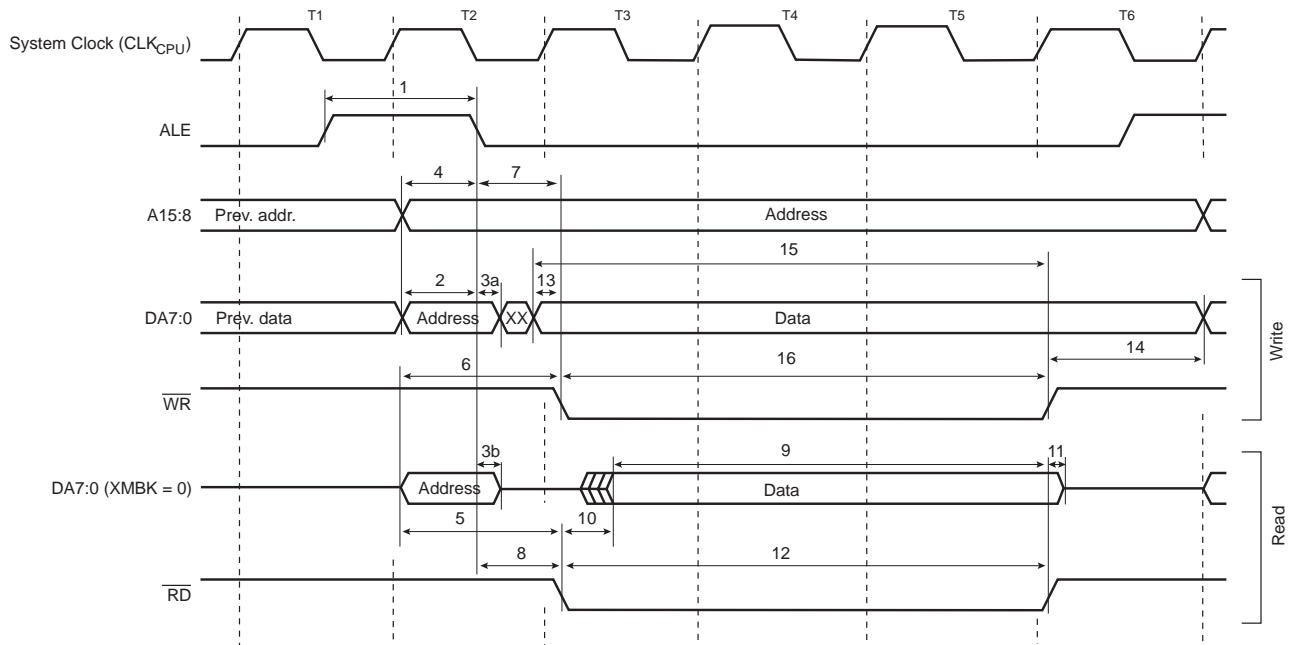 T1 T2 T3 T4 T5 T6
System Clock (CLKCPU)
1
ALE
4 7
A15:8 Prev. addr. Address
15
2 3a 13
DA7:0 Prev. data Address XX Data
14
6 16
WR
3b 9 11
DA7:0 (XMBK = 0) Address Data
5 10
8 12
RD
Write
Read